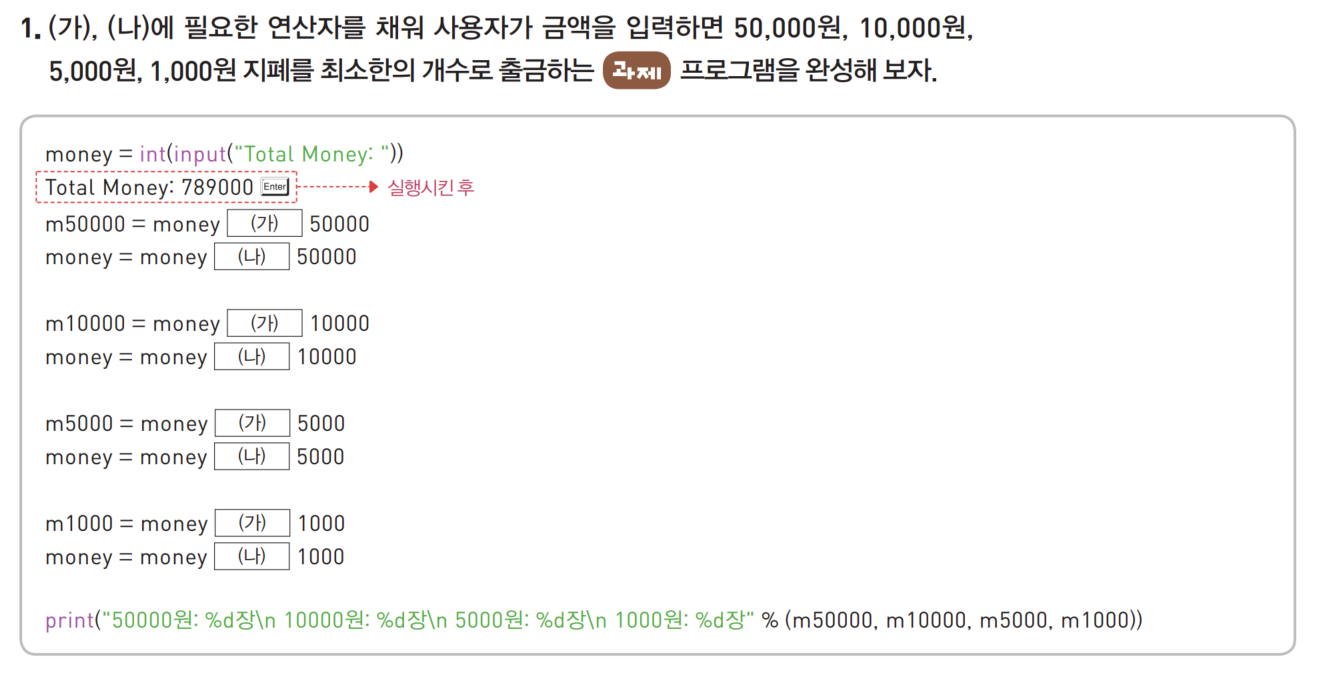 1. (가), (나)에 필요한 연산자를 채워 사용자가 금액을 입력하면 50,000원, 10,000원,
5,000원, 1,000원 지폐를 최소한의 개수로 출금하는 과제 프로그램을 완성해 보자.
money = int(input("Total Money: "))
Total Money: 789000 Enter 실행시킨 후
m50000 = money (가) 50000
money = money (나) 50000
m10000 = money (가) 10000
money = money (나) 10000
m5000 = money (가) 5000
money = money (나) 5000
m1000 = money (가) 1000
money = money (나) 1000
print("50000원: %d장\n 10000원: %d장\n 5000원: %d장\n 1000원: %d장" % (m50000, m10000, m5000, m1000))